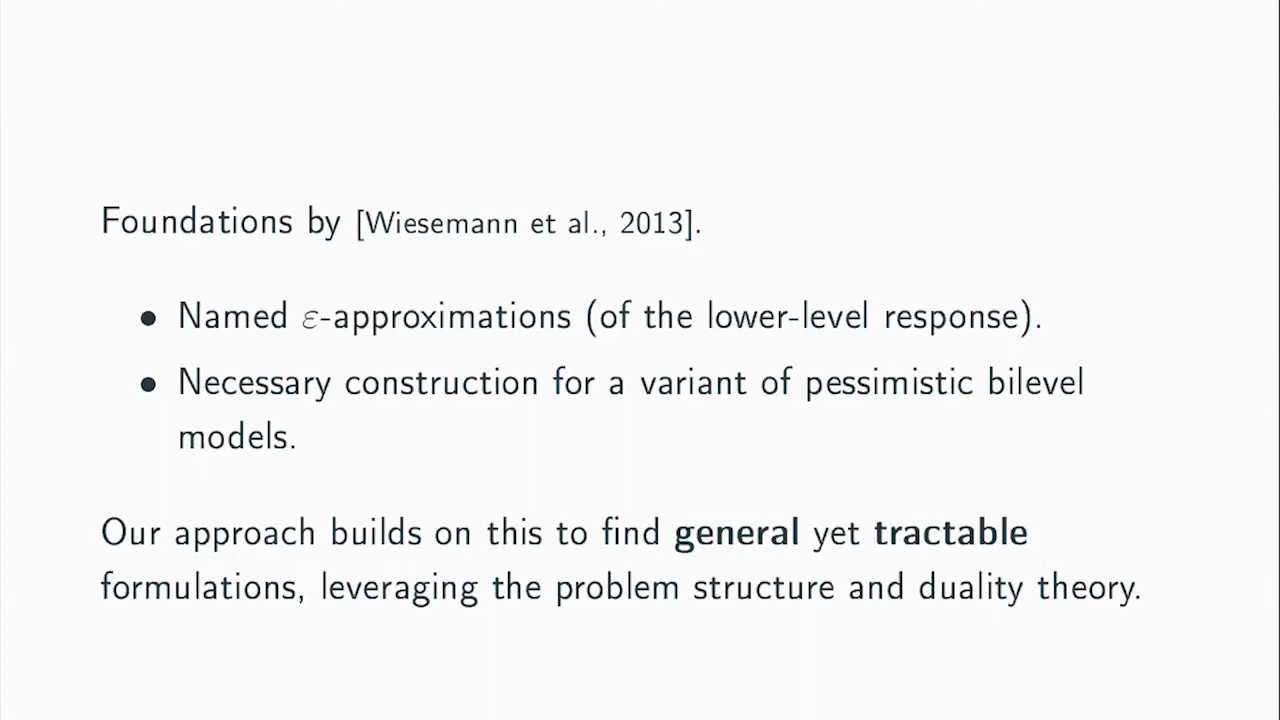 Foundations by [Wiesemann et al., 2013].
• Named ε-approximations (of the lower-level response).
• Necessary construction for a variant of pessimistic bilevel
models.
Our approach builds on this to find general yet tractable
formulations, leveraging the problem structure and duality theory.